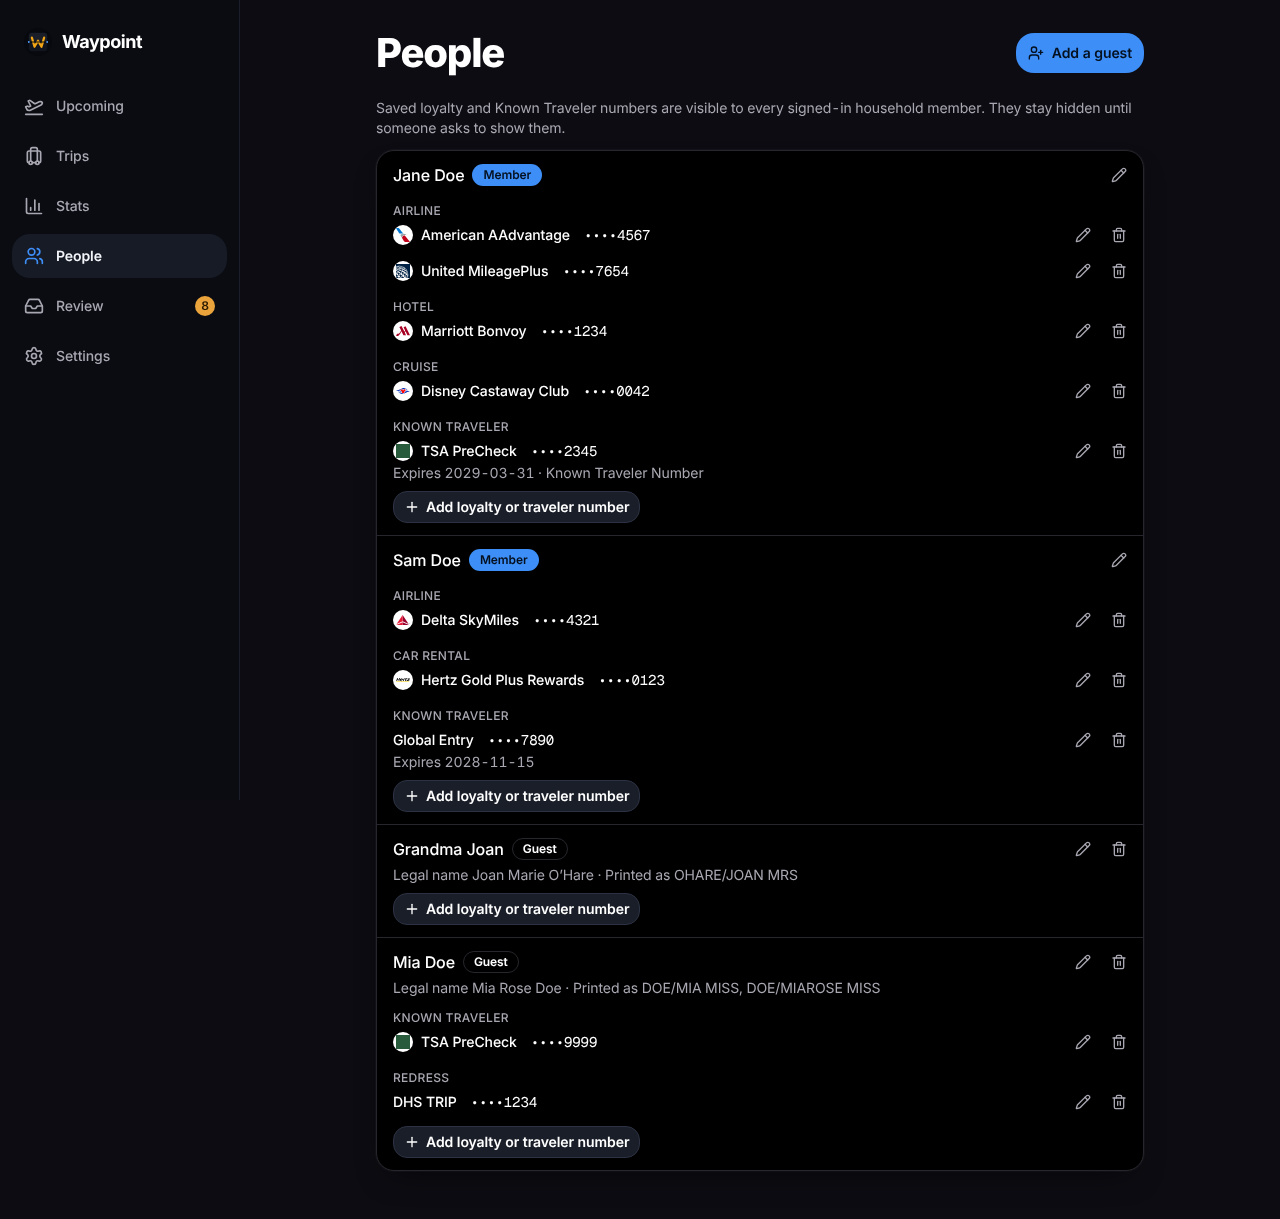 Waypoint
Upcoming
Trips
Stats
People
Review 8
Settings
People
Add a guest
Saved loyalty and Known Traveler numbers are visible to every signed-in household member. They stay hidden until
someone asks to show them.
Jane Doe Member
AIRLINE
American AAdvantage ••••4567
United MileagePlus ••••7654
HOTEL
Marriott Bonvoy ••••1234
CRUISE
Disney Castaway Club ••••0042
KNOWN TRAVELER
TSA PreCheck ••••2345
Expires 2029-03-31 · Known Traveler Number
+ Add loyalty or traveler number
Sam Doe Member
AIRLINE
Delta SkyMiles ••••4321
CAR RENTAL
Hertz
Hertz Gold Plus Rewards ••••0123
KNOWN TRAVELER
Global Entry ••••7890
Expires 2028-11-15
+ Add loyalty or traveler number
Grandma Joan Guest
Legal name Joan Marie O’Hare · Printed as OHARE/JOAN MRS
+ Add loyalty or traveler number
Mia Doe Guest
Legal name Mia Rose Doe · Printed as DOE/MIA MISS, DOE/MIAROSE MISS
KNOWN TRAVELER
TSA PreCheck ••••9999
REDRESS
DHS TRIP ••••1234
+ Add loyalty or traveler number